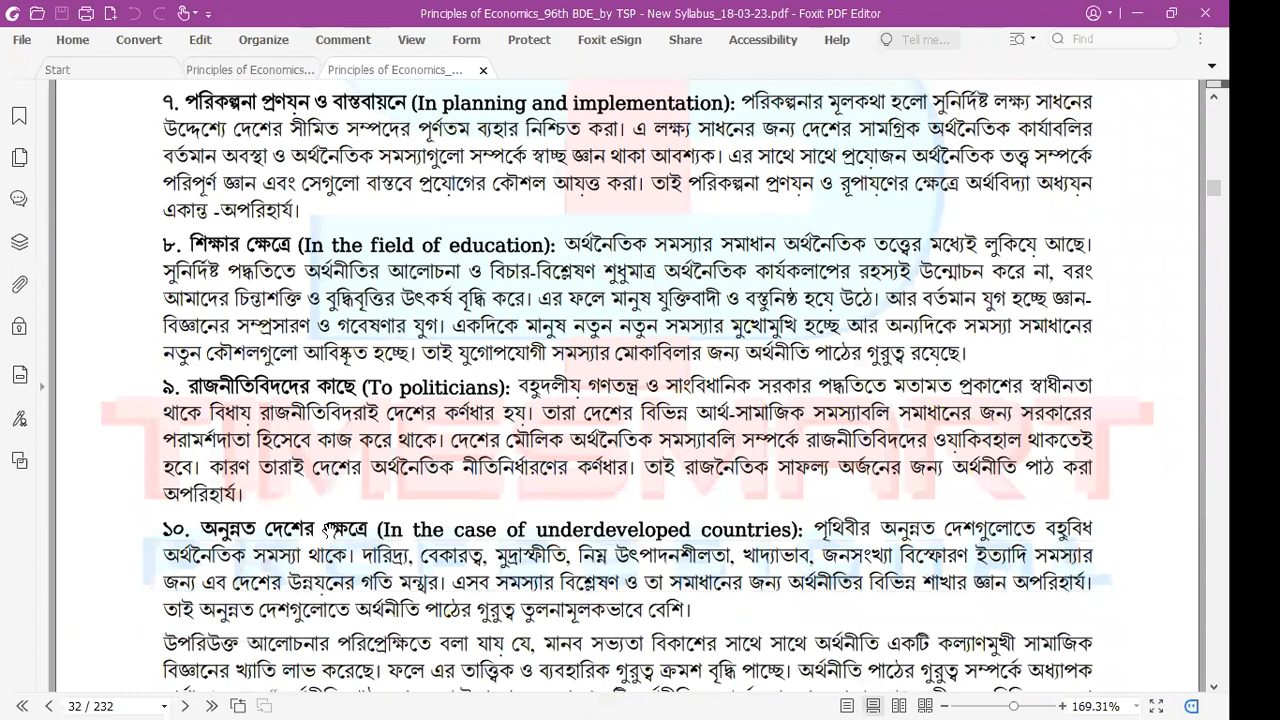 Principles of Economics_96th BDE_by TSP - New Syllabus_18-03-23.pdf - Foxit PDF Editor
File Home Convert Edit Organize Comment View Form Protect Foxit eSign Share Accessibility Help Tell me... Find
Start Principles of Economics... Principles of Economics_...
৭. পরিকল্পনা প্রণয়ন ও বাস্তবায়নে (In planning and implementation): পরিকল্পনার মূলকথা হলো সুনির্দিষ্ট লক্ষ্য সাধনের
উদ্দেশ্যে দেশের সীমিত সম্পদের পূর্ণতম ব্যহার নিশ্চিত করা। এ লক্ষ্য সাধনের জন্য দেশের সামগ্রিক অর্থনৈতিক কার্যাবলির
বর্তমান অবস্থা ও অর্থনৈতিক সমস্যাগুলো সম্পর্কে স্বাচ্ছ জ্ঞান থাকা আবশ্যক। এর সাথে সাথে প্রয়োজন অর্থনৈতিক তত্ত্ব সম্পর্কে
পরিপূর্ণ জ্ঞান এবং সেগুলো বাস্তবে প্রয়োগের কৌশল আয়ত্ত করা। তাই পরিকল্পনা প্রণয়ন ও রূপায়ণের ক্ষেত্রে অর্থবিদ্যা অধ্যয়ন
একান্ত -অপরিহার্য।
৮. শিক্ষার ক্ষেত্রে (In the field of education): অর্থনৈতিক সমস্যার সমাধান অর্থনৈতিক তত্ত্বের মধ্যেই লুকিয়ে আছে।
সুনির্দিষ্ট পদ্ধতিতে অর্থনীতির আলোচনা ও বিচার-বিশ্লেষণ শুধুমাত্র অর্থনৈতিক কার্যকলাপের রহস্যই উন্মোচন করে না, বরং
আমাদের চিন্তাশক্তি ও বুদ্ধিবৃত্তির উৎকর্ষ বৃদ্ধি করে। এর ফলে মানুষ যুক্তিবাদী ও বস্তুনিষ্ঠ হয়ে উঠে। আর বর্তমান যুগ হচ্ছে জ্ঞান-
বিজ্ঞানের সম্প্রসারণ ও গবেষণার যুগ। একদিকে মানুষ নতুন নতুন সমস্যার মুখোমুখি হচ্ছে আর অন্যদিকে সমস্যা সমাধানের
নতুন কৌশলগুলো আবিষ্কৃত হচ্ছে। তাই যুগোপযোগী সমস্যার মোকাবিলার জন্য অর্থনীতি পাঠের গুরুত্ব রয়েছে।
৯. রাজনীতিবিদদের কাছে (To politicians): বহুদলীয় গণতন্ত্র ও সাংবিধানিক সরকার পদ্ধতিতে মতামত প্রকাশের স্বাধীনতা
থাকে বিধায় রাজনীতিবিদরাই দেশের কর্ণধার হয়। তারা দেশের বিভিন্ন আর্থ-সামাজিক সমস্যাবলি সমাধানের জন্য সরকারের
পরামর্শদাতা হিসেবে কাজ করে থাকে। দেশের মৌলিক অর্থনৈতিক সমস্যাবলি সম্পর্কে রাজনীতিবিদদের ওয়াকিবহাল থাকতেই
হবে। কারণ তারাই দেশের অর্থনৈতিক নীতিনির্ধারণের কর্ণধার। তাই রাজনৈতিক সাফল্য অর্জনের জন্য অর্থনীতি পাঠ করা
অপরিহার্য।
TIMESMART
১০. অনুন্নত দেশের ক্ষেত্রে (In the case of underdeveloped countries): পৃথিবীর অনুন্নত দেশগুলোতে বহুবিধ
অর্থনৈতিক সমস্যা থাকে। দারিদ্র্য, বেকারত্ব, মুদ্রাস্ফীতি, নিম্ন উৎপাদনশীলতা, খাদ্যাভাব, জনসংখ্যা বিস্ফোরণ ইত্যাদি সমস্যার
জন্য এব দেশের উন্নয়নের গতি মন্থর। এসব সমস্যার বিশ্লেষণ ও তা সমাধানের জন্য অর্থনীতির বিভিন্ন শাখার জ্ঞান অপরিহার্য।
তাই অনুন্নত দেশগুলোতে অর্থনীতি পাঠের গুরুত্ব তুলনামূলকভাবে বেশি।
উপরিউক্ত আলোচনার পরিপ্রেক্ষিতে বলা যায় যে, মানব সভ্যতা বিকাশের সাথে সাথে অর্থনীতি একটি কল্যাণমুখী সামাজিক
বিজ্ঞানের খ্যাতি লাভ করেছে। ফলে এর তাত্ত্বিক ও ব্যবহারিক গুরুত্ব ক্রমশ বৃদ্ধি পাচ্ছে। অর্থনীতি পাঠের গুরুত্ব সম্পর্কে অধ্যাপক
32 / 232 169.31%